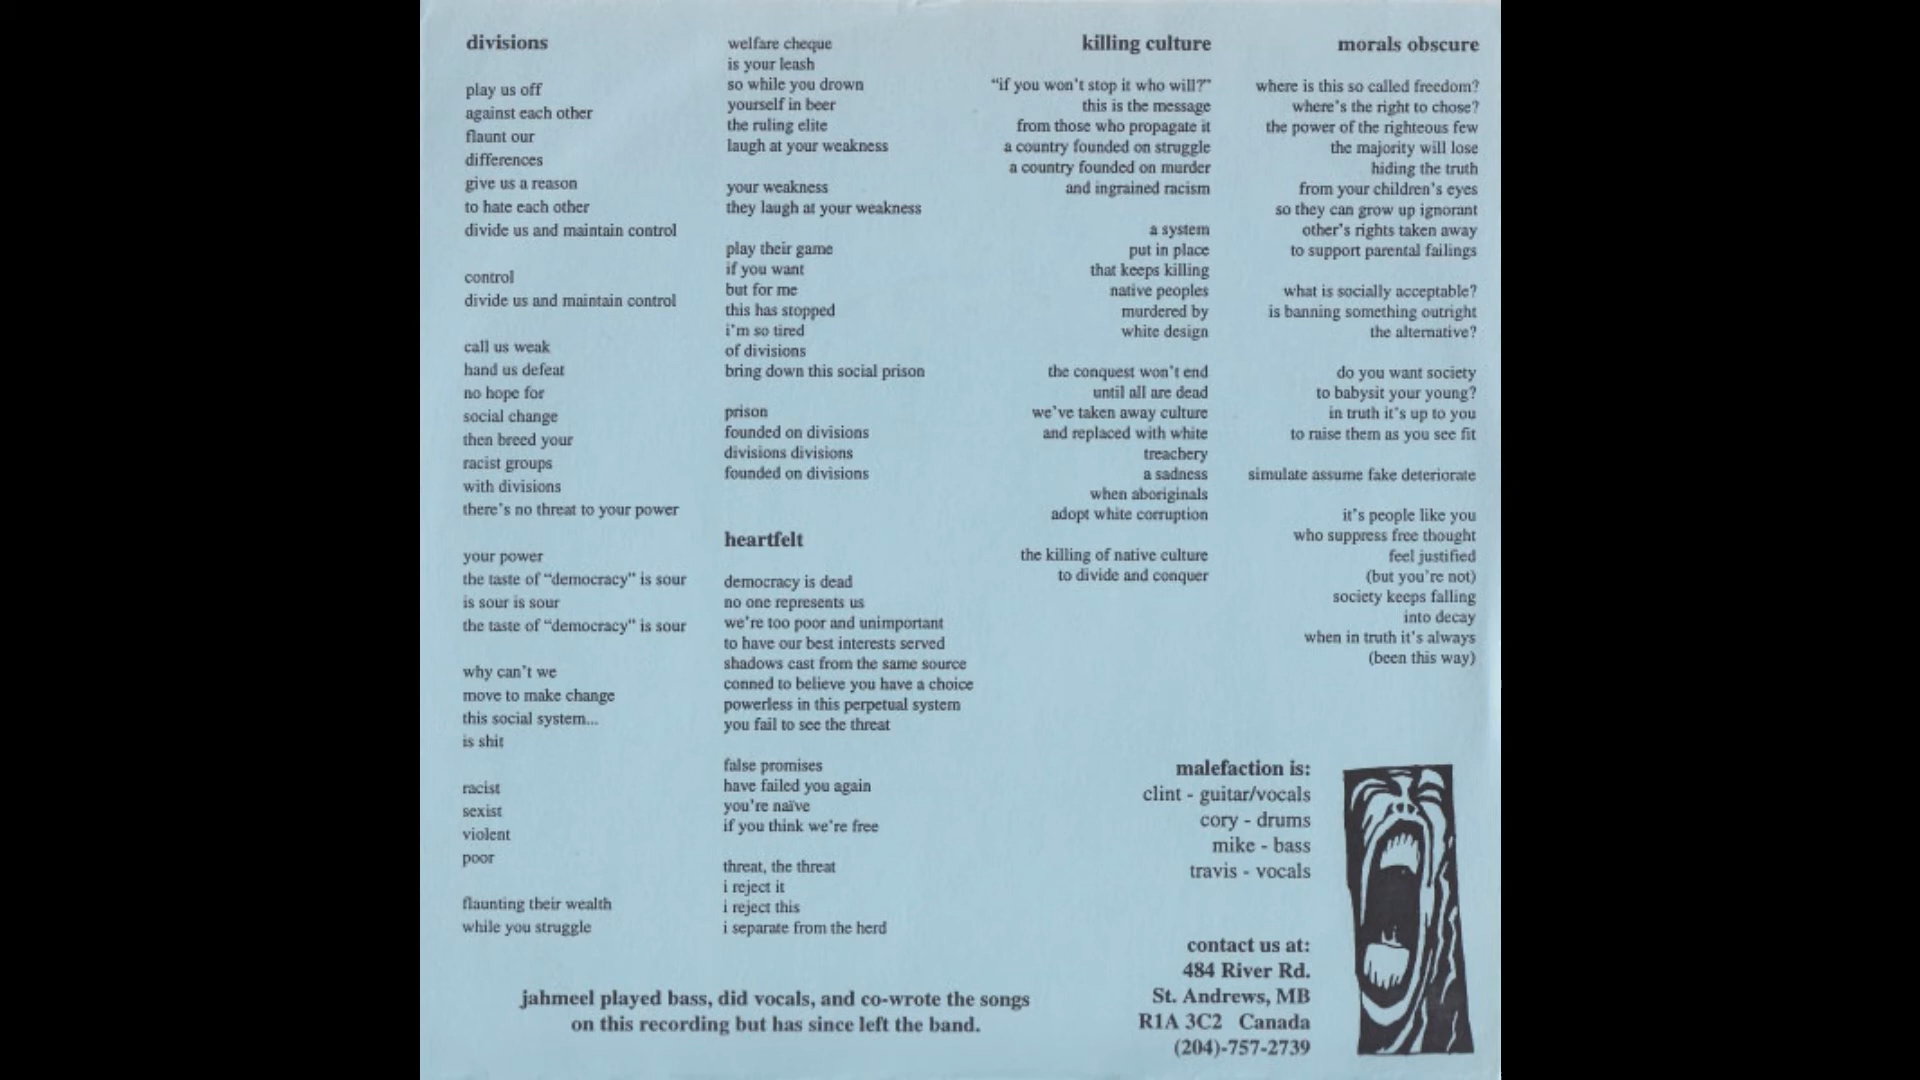 divisions
play us off
against each other
flaunt our
differences
give us a reason
to hate each other
divide us and maintain control
control
divide us and maintain control
call us weak
hand us defeat
no hope for
social change
then breed your
racist groups
with divisions
there's no threat to your power
your power
the taste of “democracy” is sour
is sour is sour
the taste of “democracy” is sour
why can't we
move to make change
this social system...
is shit
racist
sexist
violent
poor
flaunting their wealth
while you struggle
welfare cheque
is your leash
so while you drown
yourself in beer
the ruling elite
laugh at your weakness
your weakness
they laugh at your weakness
play their game
if you want
but for me
this has stopped
i'm so tired
of divisions
bring down this social prison
prison
founded on divisions
divisions divisions
founded on divisions
heartfelt
democracy is dead
no one represents us
we're too poor and unimportant
to have our best interests served
shadows cast from the same source
conned to believe you have a choice
powerless in this perpetual system
you fail to see the threat
false promises
have failed you again
you're naïve
if you think we're free
threat, the threat
i reject it
i reject this
i separate from the herd
killing culture
“if you won't stop it who will?”
this is the message
from those who propagate it
a country founded on struggle
a country founded on murder
and ingrained racism
a system
put in place
that keeps killing
native peoples
murdered by
white design
the conquest won't end
until all are dead
we've taken away culture
and replaced with white
treachery
a sadness
when aboriginals
adopt white corruption
the killing of native culture
to divide and conquer
morals obscure
where is this so called freedom?
where's the right to chose?
the power of the righteous few
the majority will lose
hiding the truth
from your children's eyes
so they can grow up ignorant
other's rights taken away
to support parental failings
what is socially acceptable?
is banning something outright
the alternative?
do you want society
to babysit your young?
in truth it's up to you
to raise them as you see fit
simulate assume fake deteriorate
it's people like you
who suppress free thought
feel justified
(but you're not)
society keeps falling
into decay
when in truth it's always
(been this way)
malefaction is:
clint - guitar/vocals
cory - drums
mike - bass
travis - vocals
contact us at:
484 River Rd.
St. Andrews, MB
R1A 3C2 Canada
(204)-757-2739
jahmeel played bass, did vocals, and co-wrote the songs
on this recording but has since left the band.